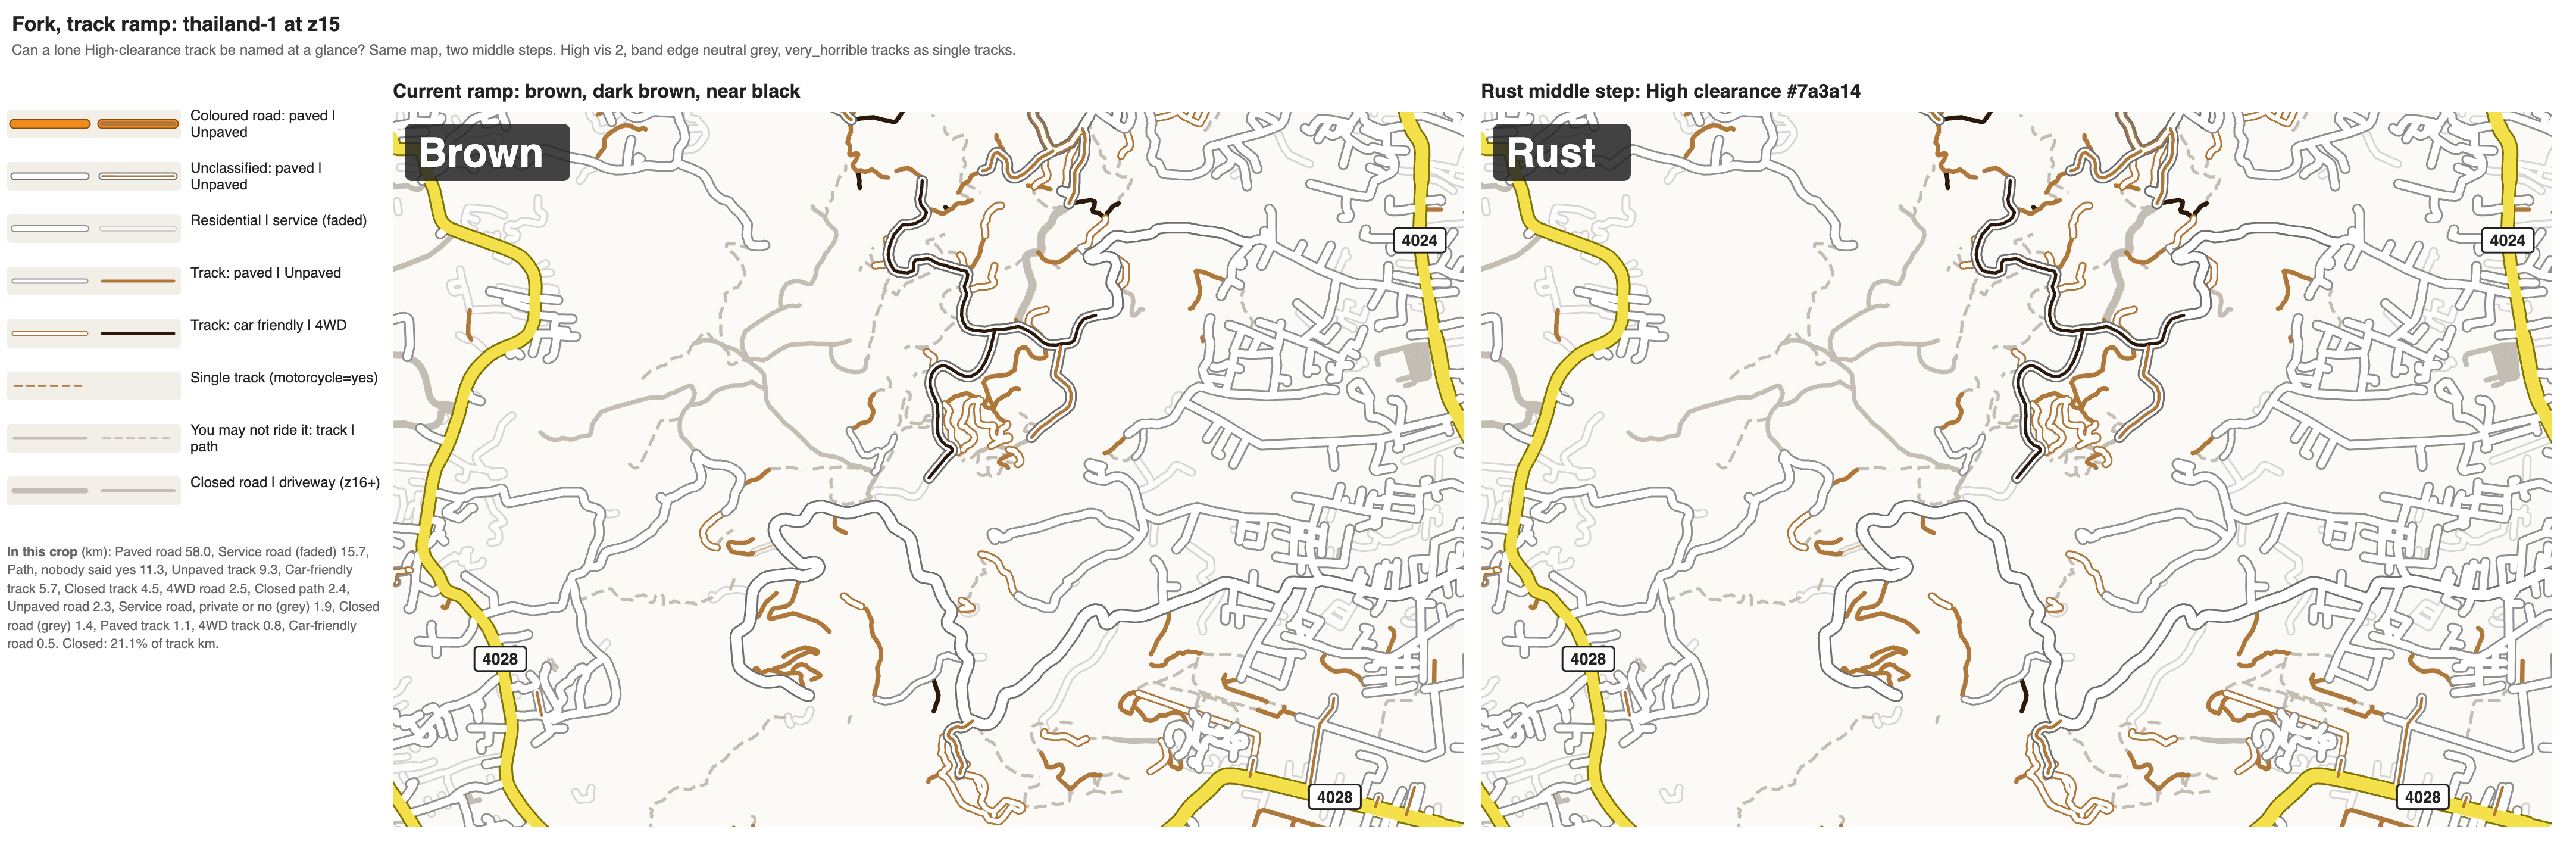 Fork, track ramp: thailand-1 at z15
Can a lone High-clearance track be named at a glance? Same map, two middle steps. High vis 2, band edge neutral grey, very_horrible tracks as single tracks.
Coloured road: paved |
Unpaved
Unclassified: paved |
Unpaved
Residential | service (faded)
Track: paved | Unpaved
Track: car friendly | 4WD
Single track (motorcycle=yes)
You may not ride it: track |
path
Closed road | driveway (z16+)
In this crop (km): Paved road 58.0, Service road (faded) 15.7,
Path, nobody said yes 11.3, Unpaved track 9.3, Car-friendly
track 5.7, Closed track 4.5, 4WD road 2.5, Closed path 2.4,
Unpaved road 2.3, Service road, private or no (grey) 1.9, Closed
road (grey) 1.4, Paved track 1.1, 4WD track 0.8, Car-friendly
road 0.5. Closed: 21.1% of track km.
Current ramp: brown, dark brown, near black
Brown
4024
4028
4028
Rust middle step: High clearance #7a3a14
Rust
4024
4028
4028